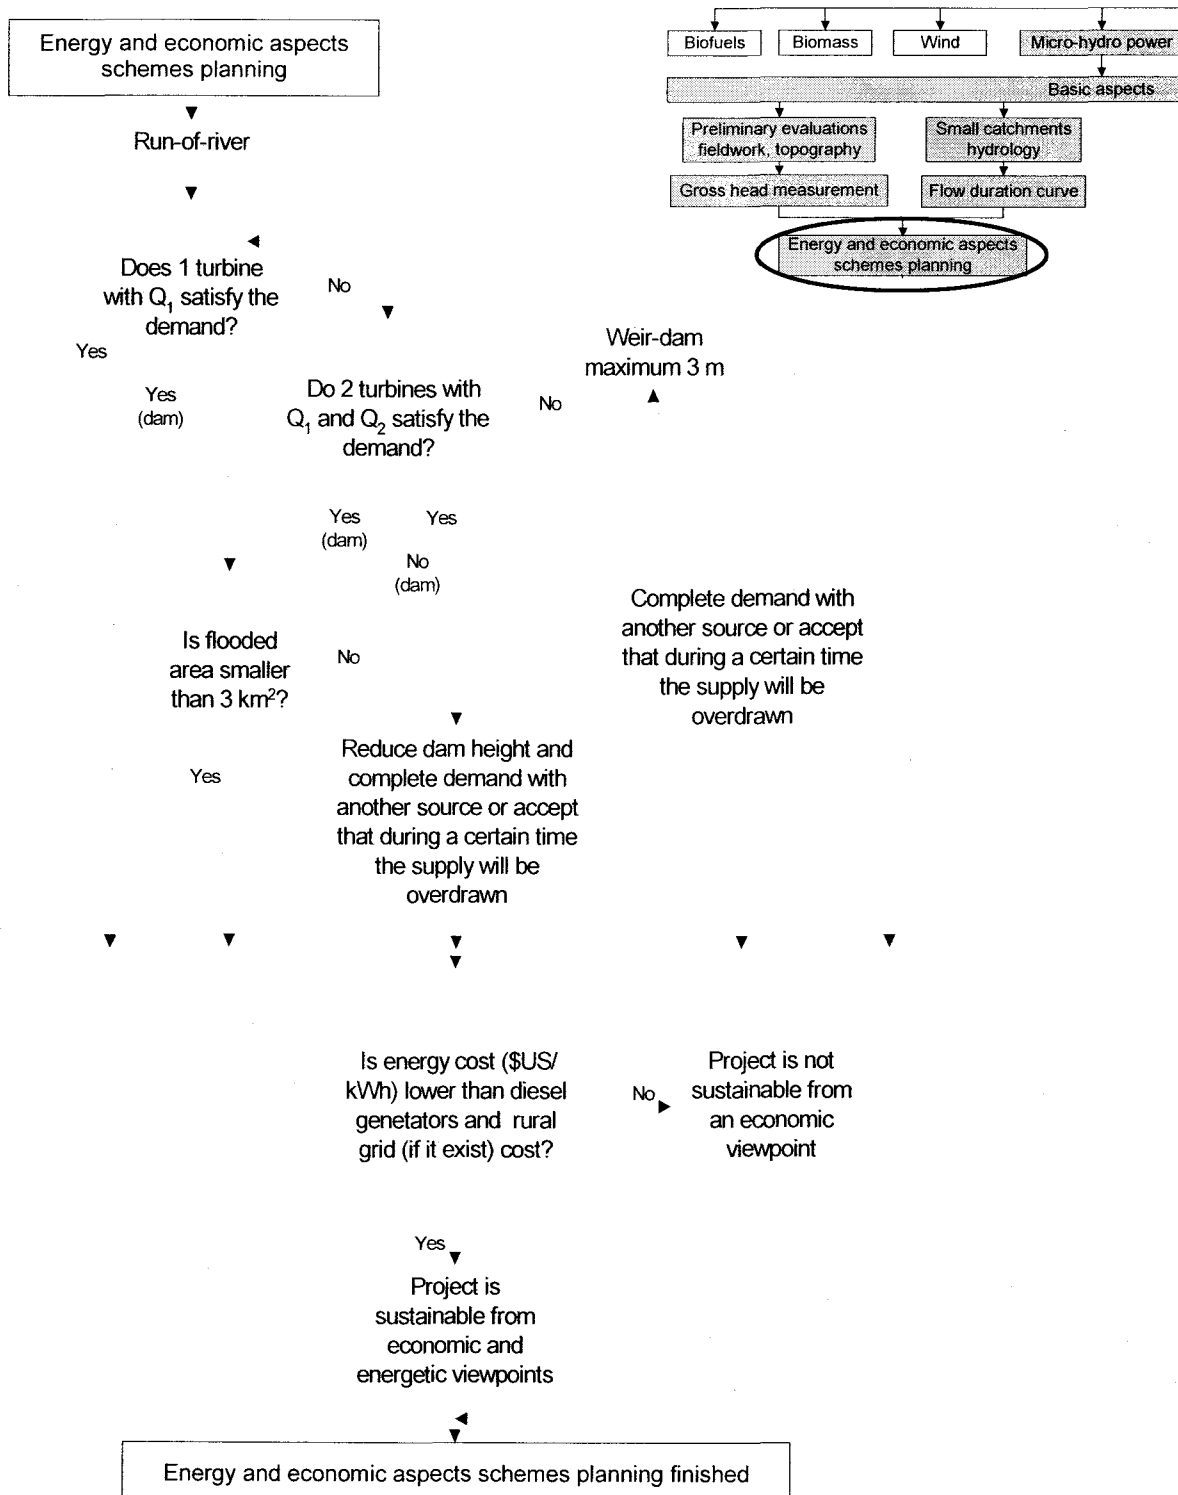 Energy and economic aspects
schemes planning
Run-of-river
Biofuels
Biomass
Wind
Micro-hydro power
Basic aspects
Preliminary evaluations
fieldwork, topography
Small catchments
hydrology
Gross head measurement
Flow duration curve
Energy and economic aspects
schemes planning
Does 1 turbine
with Q₁ satisfy the
demand?
No
Yes
Yes
(dam)
Do 2 turbines with
Q₁ and Q₂ satisfy the
demand?
No
Weir-dam
maximum 3 m
Yes
(dam)
Yes
No
(dam)
Is flooded
area smaller
than 3 km²?
No
Yes
Complete demand with
another source or accept
that during a certain time
the supply will be
overdrawn
Reduce dam height and
complete demand with
another source or accept
that during a certain time
the supply will be
overdrawn
Is energy cost ($US/
kWh) lower than diesel
genetators and rural
grid (if it exist) cost?
No
Project is not
sustainable from
an economic
viewpoint
Yes
Project is
sustainable from
economic and
energetic viewpoints
Energy and economic aspects schemes planning finished